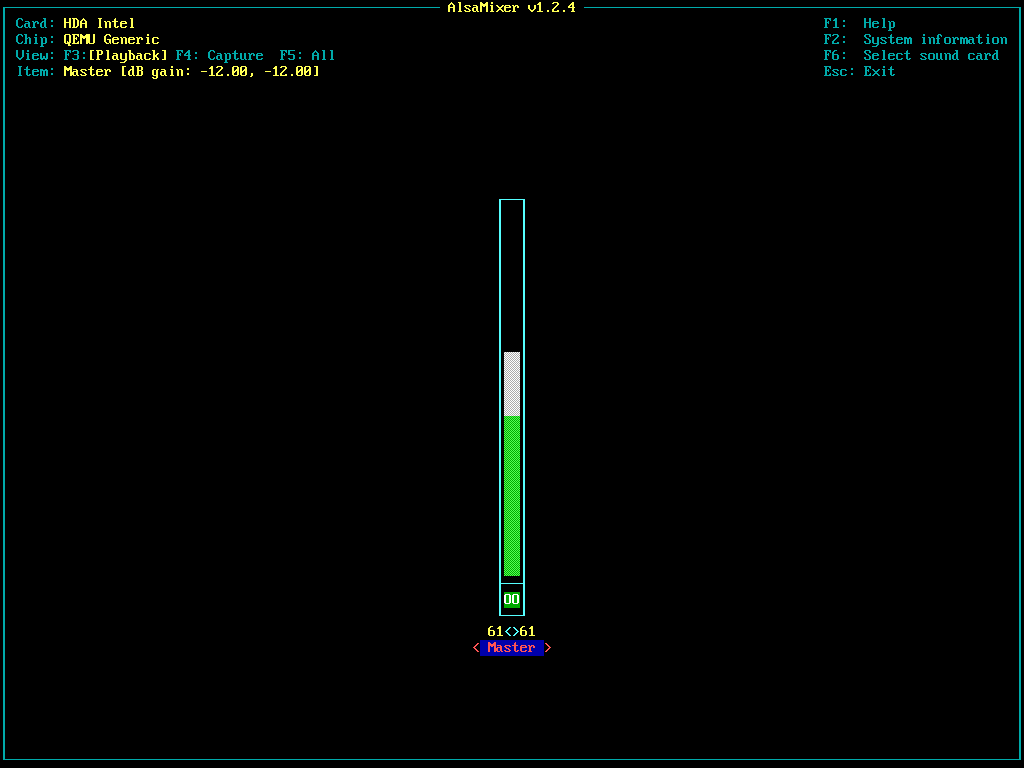 AlsaMixer v1.2.4
Card: HDA Intel F1: Help
Chip: QEMU Generic F2: System information
View: F3:[Playback] F4: Capture F5: All F6: Select sound card
Item: Master [dB gain: -12.00, -12.00] Esc: Exit
OO
61<>61
< Master >